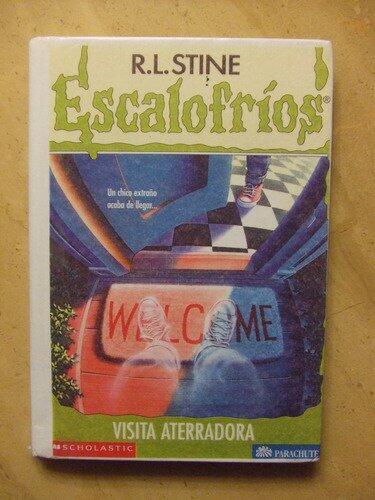 R.L. STINE
Escalofríos®
Un chico extraño
acaba de llegar...
WELCOME
VISITA ATERRADORA
SCHOLASTIC
PARACHUTE